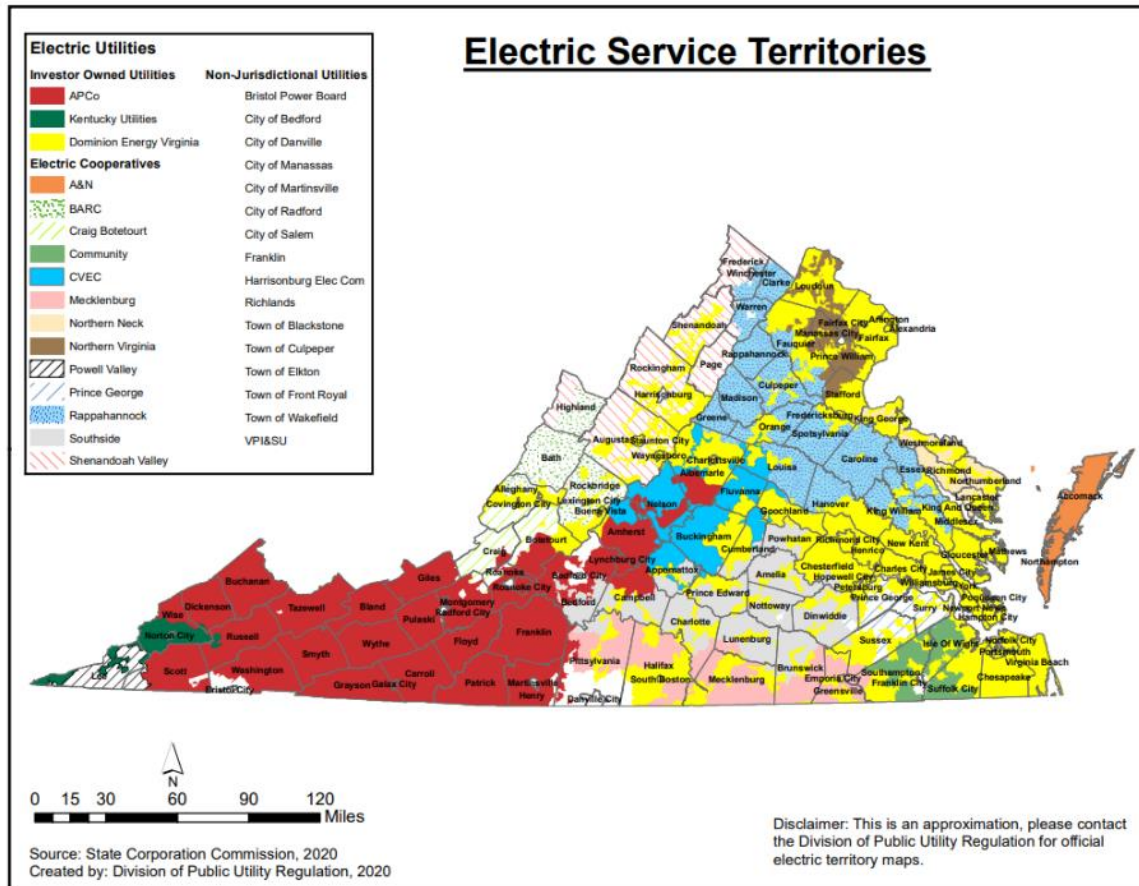 Electric Service Territories
Electric Utilities
Investor Owned Utilities
APCo
Kentucky Utilities
Dominion Energy Virginia
Electric Cooperatives
A&N
BARC
Craig Botetourt
Community
CVEC
Mecklenburg
Northern Neck
Northern Virginia
Powell Valley
Prince George
Rappahannock
Southside
Shenandoah Valley
Non-Jurisdictional Utilities
Bristol Power Board
City of Bedford
City of Danville
City of Manassas
City of Martinsville
City of Radford
City of Salem
Franklin
Harrisonburg Elec Com
Richlands
Town of Blackstone
Town of Culpeper
Town of Elkton
Town of Front Royal
Town of Wakefield
VPI&SU
Frederick
Winchester
Clarke
Loudoun
Warren
Shenandoah
Fairfax City
Arlington
Alexandria
Manassas City
Fairfax
Fauquier
Rappahannock
Prince William
Page
Rockingham
Culpeper
Harrisonburg
Madison
Stafford
Highland
Greene
Fredericksburg
King George
Orange
Spotsylvania
Augusta
Staunton City
Waynesboro
Westmoreland
Bath
Charlottsville
Albemarle
Louisa
Caroline
Essex
Richmond
Northumberland
Accomack
Rockbridge
Alleghany
Lexington City
Covington City
Buena Vista
Nelson
Fluvanna
Hanover
King William
King And Queen
Lancaster
Middlesex
Goochland
Amherst
Buckingham
Powhatan
Richmond City
Henrico
New Kent
Botetourt
Cumberland
Gloucester
Mathews
Northampton
Craig
Lynchburg City
Appomattox
Chesterfield
Charles City
James City
Roanoke
Roanoke City
Bedford City
Amelia
Hopewell City
Williamsburg
York
Buchanan
Giles
Petersburg
Prince George
Poquoson City
Dickenson
Tazewell
Bland
Montgomery
Radford City
Bedford
Campbell
Prince Edward
Nottoway
Surry
Newport News
Hampton City
Wise
Pulaski
Franklin
Charlotte
Dinwiddie
Norton City
Russell
Wythe
Floyd
Lunenburg
Sussex
Isle Of Wight
Norfolk City
Portsmouth
Smyth
Virginia Beach
Lee
Scott
Washington
Carroll
Pittsylvania
Halifax
Brunswick
Southampton
Bristol City
Grayson
Galax City
Patrick
Martinsville
Henry
South Boston
Mecklenburg
Emporia City
Greensville
Franklin City
Suffolk City
Chesapeake
Danville City
N
0 15 30 60 90 120
Miles
Source: State Corporation Commission, 2020
Created by: Division of Public Utility Regulation, 2020
Disclaimer: This is an approximation, please contact
the Division of Public Utility Regulation for official
electric territory maps.